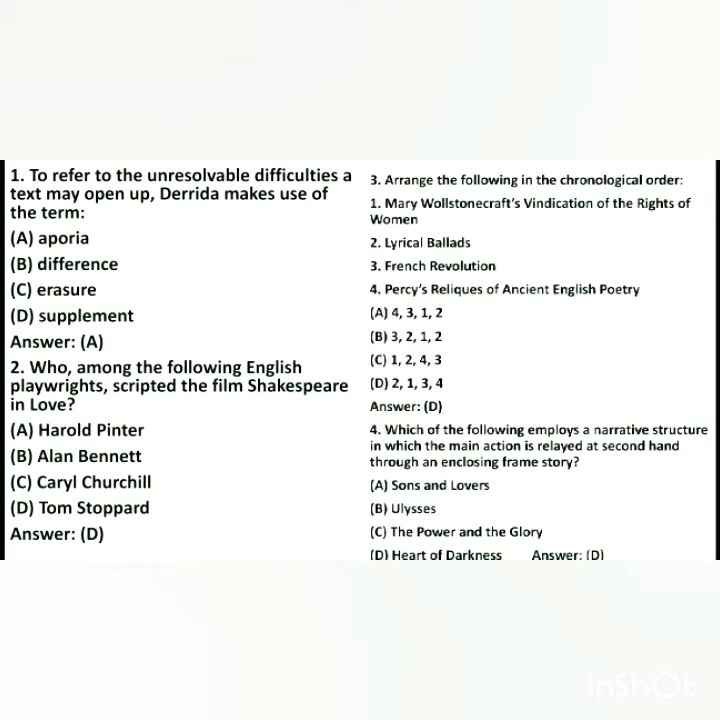 1. To refer to the unresolvable difficulties a
text may open up, Derrida makes use of
the term:
(A) aporia
(B) difference
(C) erasure
(D) supplement
Answer: (A)
2. Who, among the following English
playwrights, scripted the film Shakespeare
in Love?
(A) Harold Pinter
(B) Alan Bennett
(C) Caryl Churchill
(D) Tom Stoppard
Answer: (D)
3. Arrange the following in the chronological order:
1. Mary Wollstonecraft's Vindication of the Rights of
Women
2. Lyrical Ballads
3. French Revolution
4. Percy's Reliques of Ancient English Poetry
(A) 4, 3, 1, 2
(B) 3, 2, 1, 2
(C) 1, 2, 4, 3
(D) 2, 1, 3, 4
Answer: (D)
4. Which of the following employs a narrative structure
in which the main action is relayed at second hand
through an enclosing frame story?
(A) Sons and Lovers
(B) Ulysses
(C) The Power and the Glory
(D) Heart of Darkness Answer: (D)
InShOt